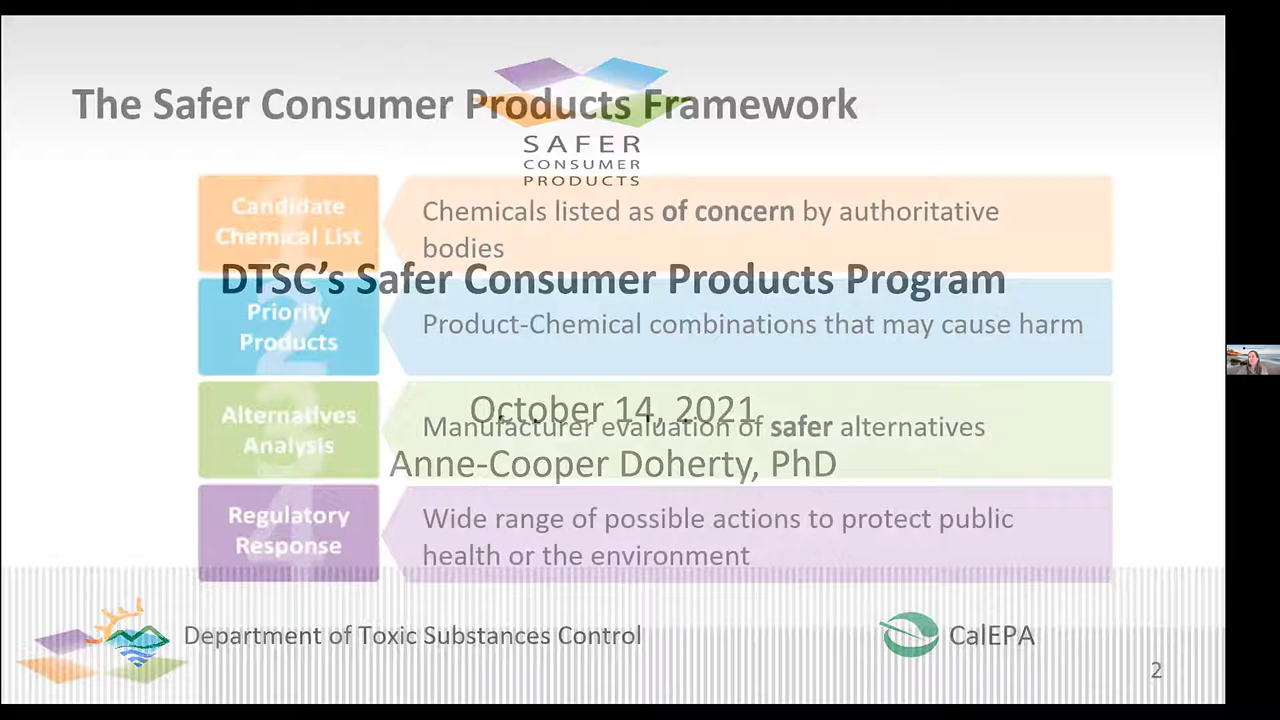 The Safer Consumer Products Framework
SAFER
CONSUMER
PRODUCTS
Candidate
Chemical List
Chemicals listed as of concern by authoritative
bodies
DTSC’s Safer Consumer Products Program
Priority
Products
Product-Chemical combinations that may cause harm
October 14, 2021
Alternatives
Analysis
Manufacturer evaluation of safer alternatives
Anne-Cooper Doherty, PhD
Regulatory
Response
Wide range of possible actions to protect public
health or the environment
Department of Toxic Substances Control
CalEPA
2